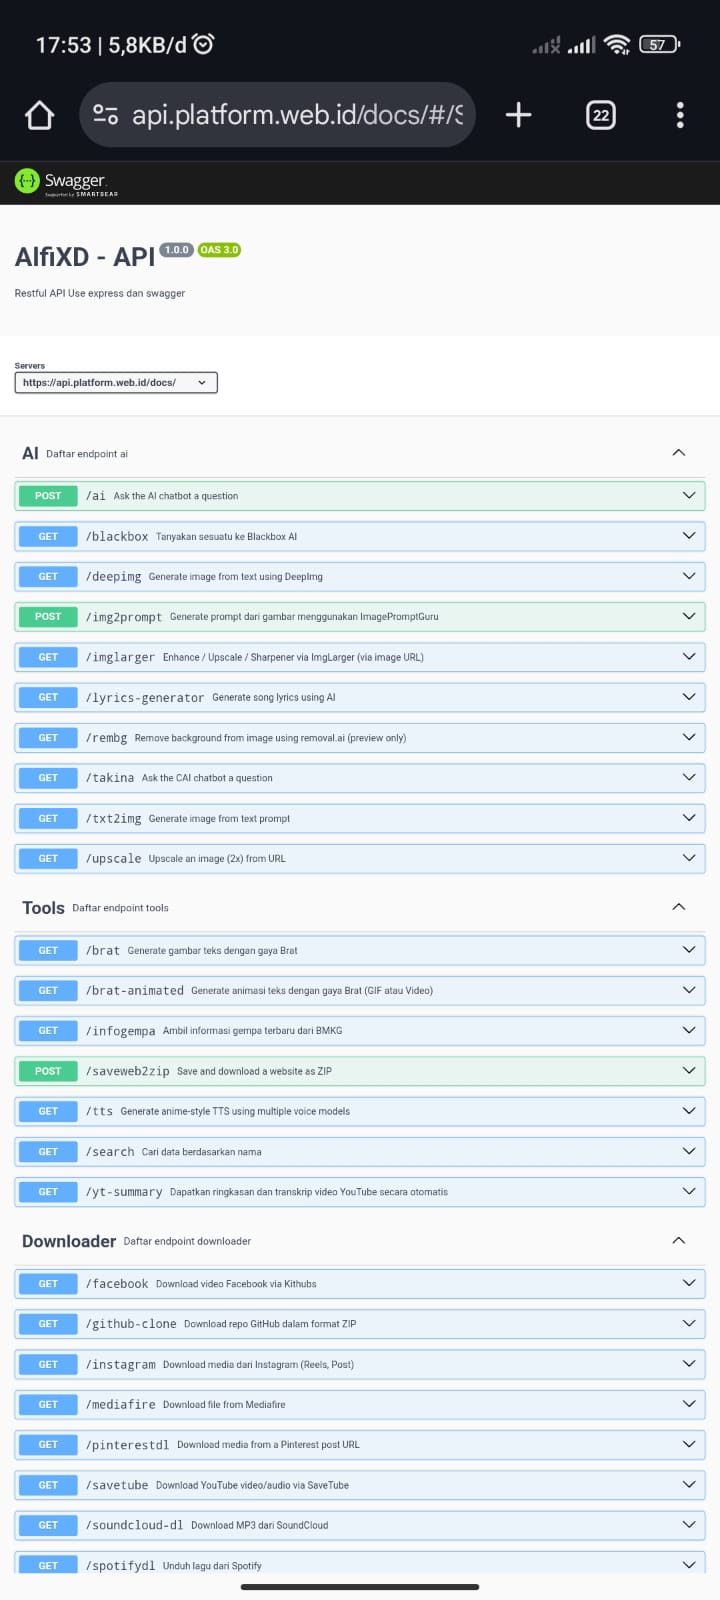 17:53 | 5,8KB/d
57
api.platform.web.id/docs/#/S
22
Swagger.
Supported by SMARTBEAR
AlfiXD - API 1.0.0 OAS 3.0
Restful API Use express dan swagger
Servers
https://api.platform.web.id/docs/
AI Daftar endpoint ai
POST /ai Ask the AI chatbot a question
GET /blackbox Tanyakan sesuatu ke Blackbox AI
GET /deepimg Generate image from text using DeepImg
POST /img2prompt Generate prompt dari gambar menggunakan ImagePromptGuru
GET /imglarger Enhance / Upscale / Sharpener via ImgLarger (via image URL)
GET /lyrics-generator Generate song lyrics using AI
GET /rembg Remove background from image using removal.ai (preview only)
GET /takina Ask the CAI chatbot a question
GET /txt2img Generate image from text prompt
GET /upscale Upscale an image (2x) from URL
Tools Daftar endpoint tools
GET /brat Generate gambar teks dengan gaya Brat
GET /brat-animated Generate animasi teks dengan gaya Brat (GIF atau Video)
GET /infogempa Ambil informasi gempa terbaru dari BMKG
POST /saveweb2zip Save and download a website as ZIP
GET /tts Generate anime-style TTS using multiple voice models
GET /search Cari data berdasarkan nama
GET /yt-summary Dapatkan ringkasan dan transkrip video YouTube secara otomatis
Downloader Daftar endpoint downloader
GET /facebook Download video Facebook via Kithubs
GET /github-clone Download repo GitHub dalam format ZIP
GET /instagram Download media dari Instagram (Reels, Post)
GET /mediafire Download file from Mediafire
GET /pinterestdl Download media from a Pinterest post URL
GET /savetube Download YouTube video/audio via SaveTube
GET /soundcloud-dl Download MP3 dari SoundCloud
GET /spotifydl Unduh lagu dari Spotify